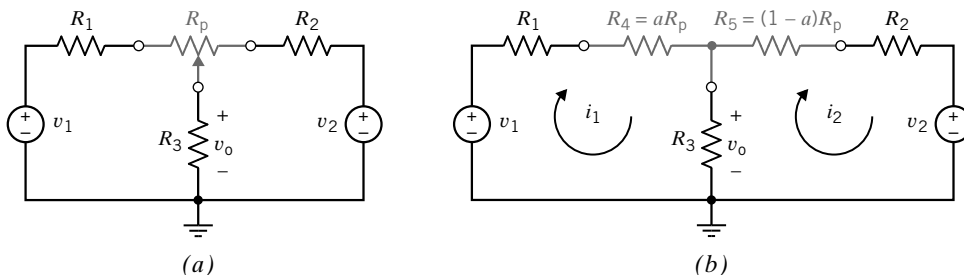 R1 Rp R2 R1 R4 = aRp R5 = (1 − a)Rp R2
+ − v1 + v2 + − + − v1 i1 + i2 v2 + −
R3 vo R3 vo
− −
(a) (b)